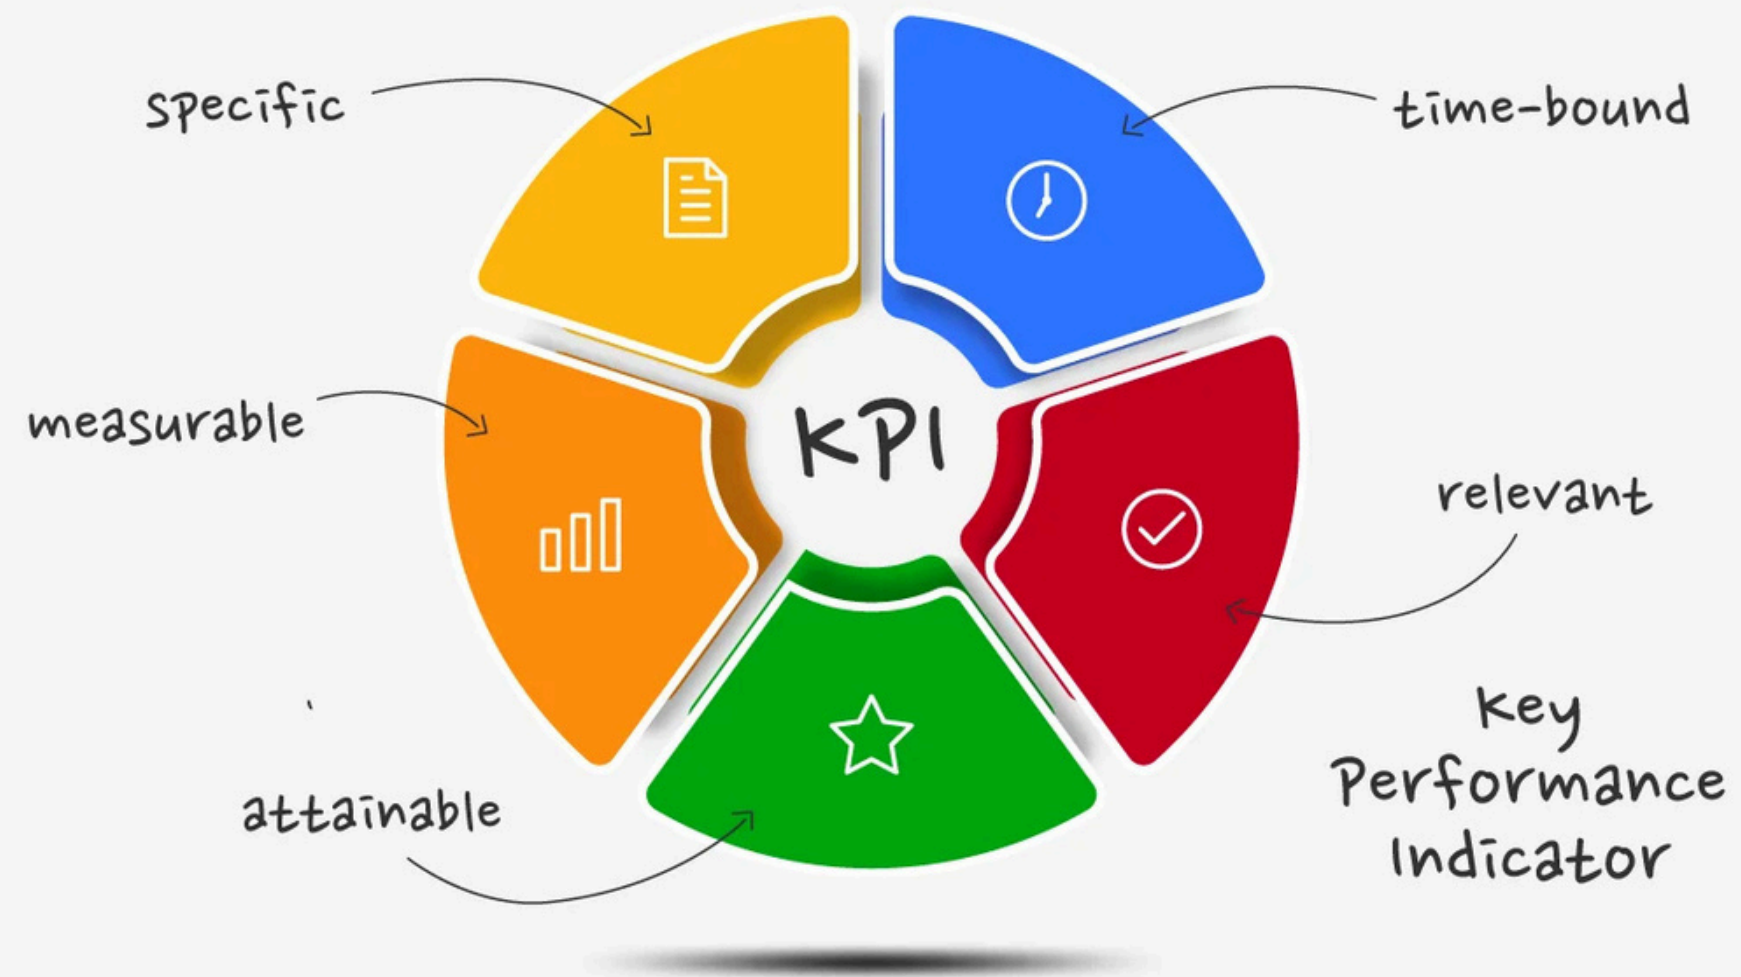 specific
time-bound
measurable
KPI
relevant
attainable
Key
Performance
Indicator